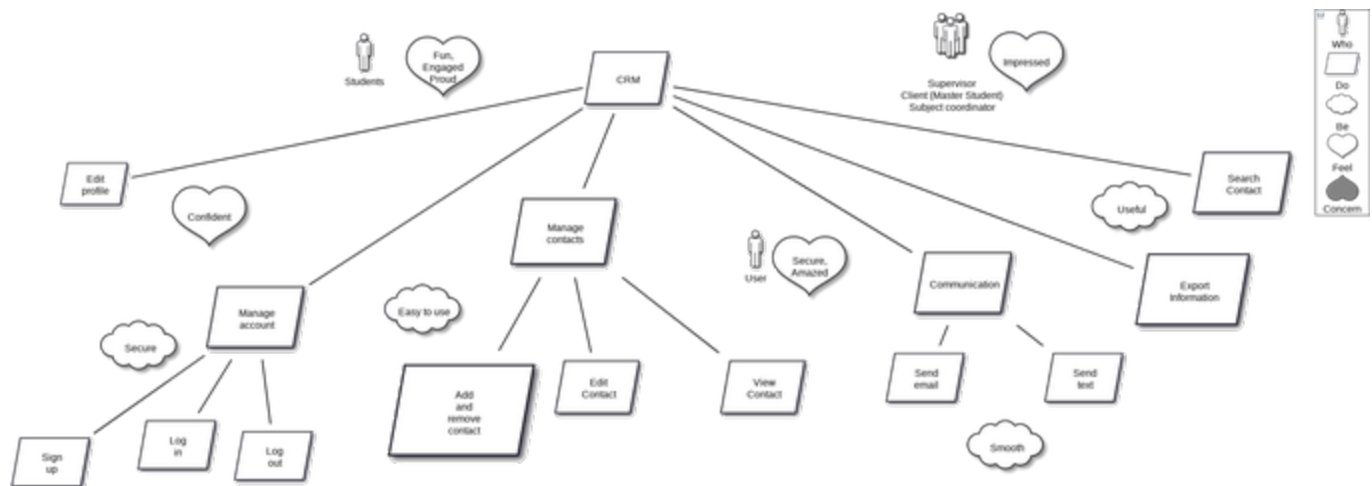 Students
Fun,
Engaged
Proud
CRM
Supervisor
Client (Master Student)
Subject coordinator
Impressed
Who
Do
Be
Feel
Concern
Edit
profile
Confident
Manage
contacts
User
Secure,
Amazed
Useful
Search
Contact
Communication
Export
Information
Manage
account
Secure
Easy to use
Sign
up
Log
in
Log
out
Add
and
remove
contact
Edit
Contact
View
Contact
Send
email
Send
text
Smooth